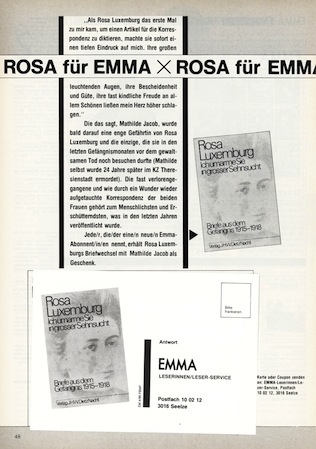 „Als Rosa Luxemburg das erste Mal
zu mir kam, um einen Artikel für die Korres-
pondenz zu diktieren, machte sie sofort ei-
nen tiefen Eindruck auf mich. Ihre großen
ROSA für EMMA × ROSA für EMMA
leuchtenden Augen, ihre Bescheidenheit
und Güte, ihre fast kindliche Freude an al-
lem Schönen ließen mein Herz höher schla-
gen.“
Die das sagt, Mathilde Jacob, wurde
bald darauf eine enge Gefährtin von Rosa
Luxemburg und die einzige, die sie in den
letzten Gefängnismonaten vor dem gewalt-
samen Tod noch besuchen durfte (Mathilde
selbst wurde 24 Jahre später im KZ There-
sienstadt ermordet). Die fast verlorenge-
gangene und wie durch ein Wunder wieder
aufgetauchte Korrespondenz der beiden
Frauen gehört zum Menschlichsten und Er-
schütterndsten, was in den letzten Jahren
veröffentlicht wurde.
Jede/r, die/der eine/n neue/n Emma-
Abonnent/in/en nennt, erhält Rosa Luxem-
burgs Briefwechsel mit Mathilde Jacob als
Geschenk.
Rosa
Luxemburg
Ich umarme Sie
in grosser Sehnsucht
Briefe aus dem
Gefängnis 1915-1918
Verlag J.H.W. Dietz Nachf.
Rosa
Luxemburg
Ich umarme Sie
in grosser Sehnsucht
Briefe aus dem
Gefängnis 1915-1918
Verlag J.H.W. Dietz Nachf.
Bitte
frankieren
Antwort
EMMA
LESERINNEN/LESER-SERVICE
Postfach 10 02 12
3016 Seelze
Karte oder Coupon senden
an: EMMA-Leserinnen/Le-
ser-Service, Postfach
10 02 12, 3016 Seelze
48